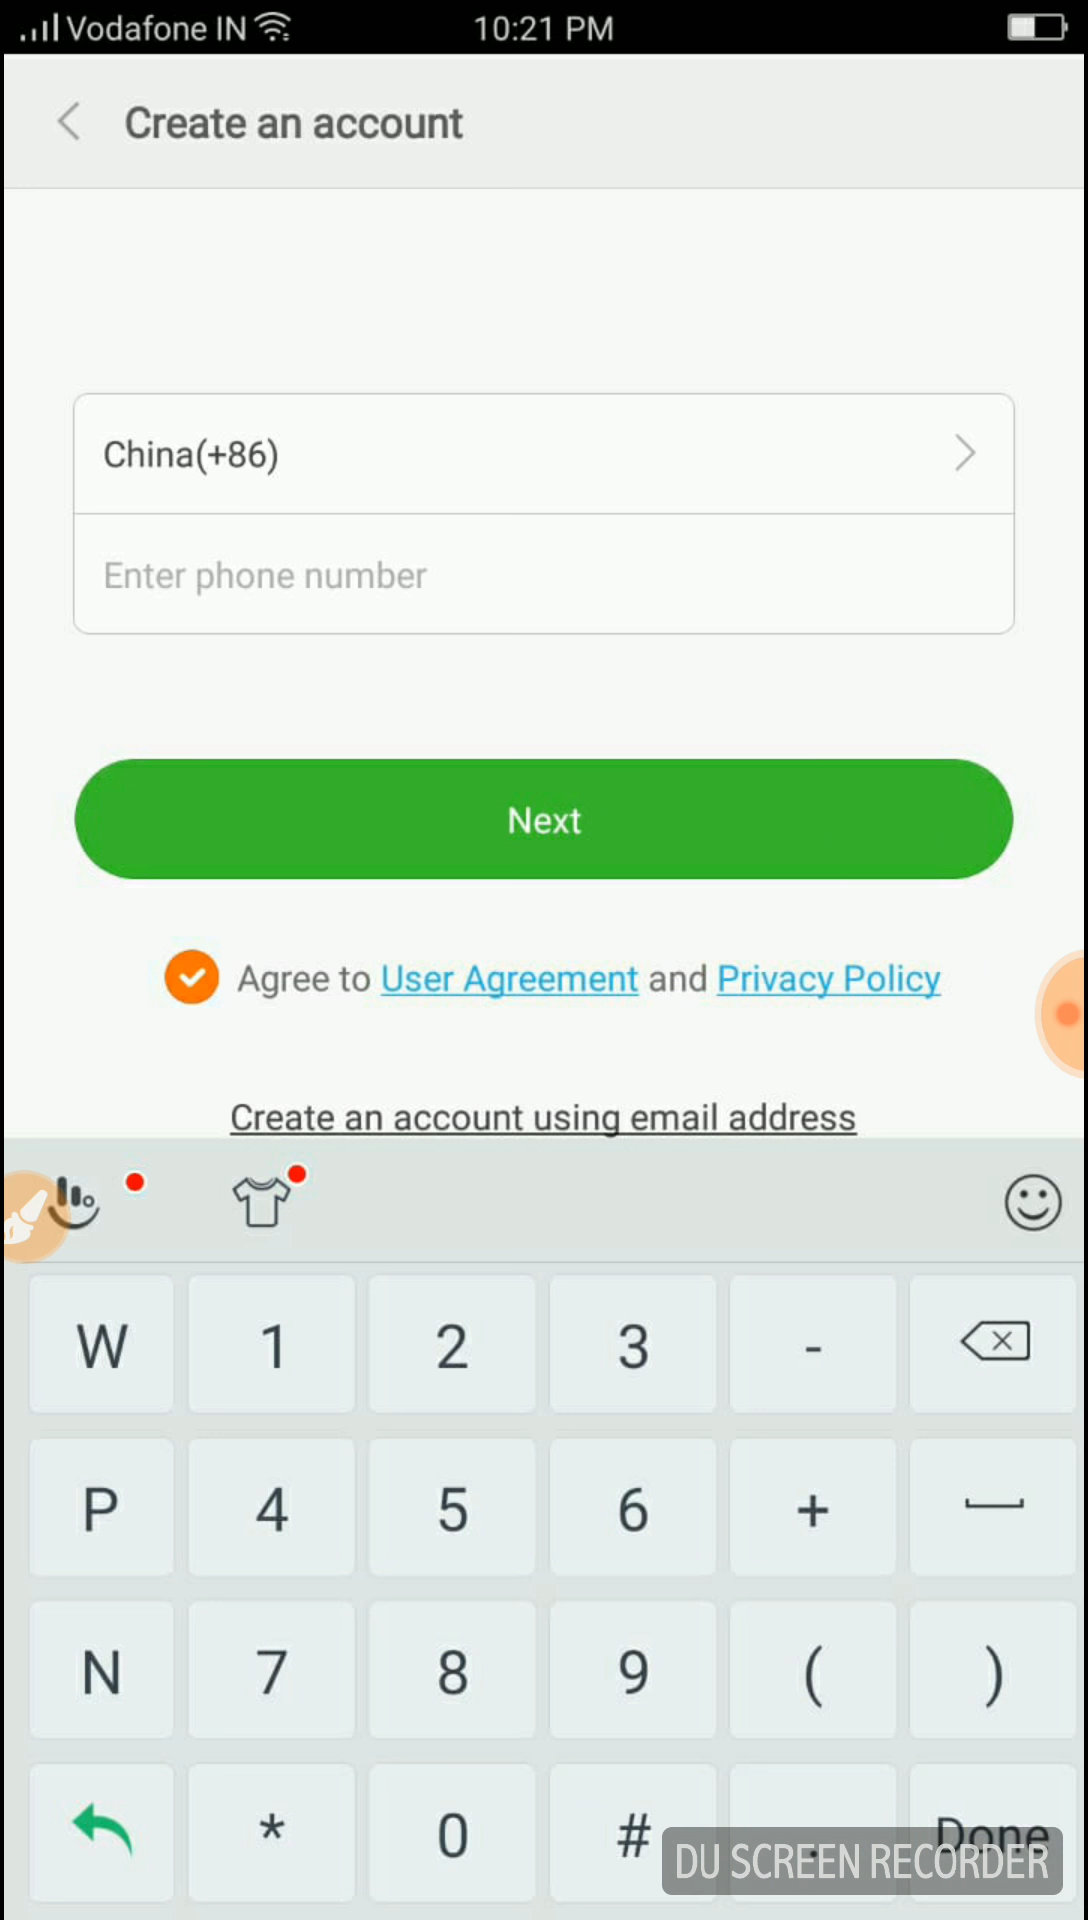 Vodafone IN 10:21 PM
Create an account
China(+86)
Enter phone number
Next
Agree to User Agreement and Privacy Policy
Create an account using email address
W 1 2 3 -
P 4 5 6 +
N 7 8 9 ( )
* 0 # . Done
DU SCREEN RECORDER